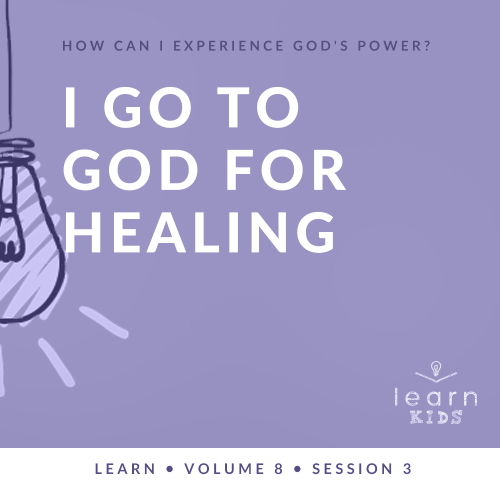 HOW CAN I EXPERIENCE GOD'S POWER?
I GO TO
GOD FOR
HEALING
learn
KIDS
LEARN • VOLUME 8 • SESSION 3